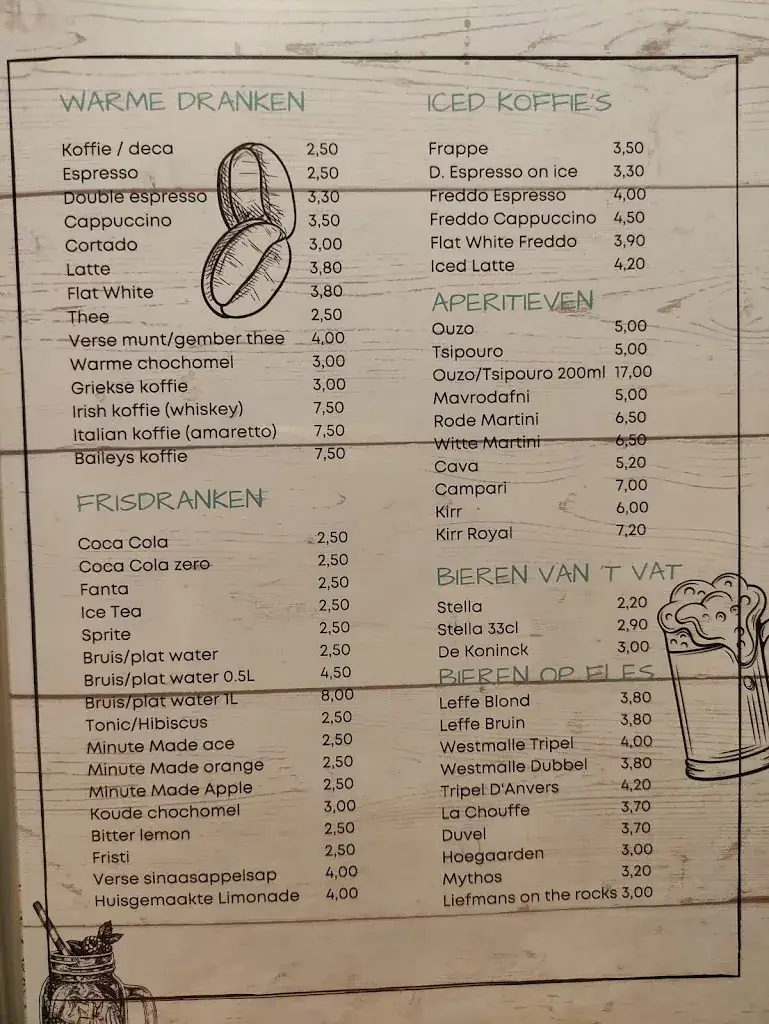 WARME DRANKEN
Koffie / deca 2,50
Espresso 2,50
Double espresso 3,30
Cappuccino 3,50
Cortado 3,00
Latte 3,80
Flat White 3,80
Thee 2,50
Verse munt/gember thee 4,00
Warme chochomel 3,00
Griekse koffie 3,00
Irish koffie (whiskey) 7,50
Italian koffie (amaretto) 7,50
Baileys koffie 7,50
FRISDRANKEN
Coca Cola 2,50
Coca Cola zero 2,50
Fanta 2,50
Ice Tea 2,50
Sprite 2,50
Bruis/plat water 2,50
Bruis/plat water 0.5L 4,50
Bruis/plat water 1L 8,00
Tonic/Hibiscus 2,50
Minute Made ace 2,50
Minute Made orange 2,50
Minute Made Apple 2,50
Koude chochomel 3,00
Bitter lemon 2,50
Fristi 2,50
Verse sinaasappelsap 4,00
Huisgemaakte Limonade 4,00
ICED KOFFIE'S
Frappe 3,50
D. Espresso on ice 3,30
Freddo Espresso 4,00
Freddo Cappuccino 4,50
Flat White Freddo 3,90
Iced Latte 4,20
APERITIEVEN
Ouzo 5,00
Tsipouro 5,00
Ouzo/Tsipouro 200ml 17,00
Mavrodafni 5,00
Rode Martini 6,50
Witte Martini 6,50
Cava 5,20
Campari 7,00
Kirr 6,00
Kirr Royal 7,20
BIEREN VAN 'T VAT
Stella 2,20
Stella 33cl 2,90
De Koninck 3,00
BIEREN OP FLES
Leffe Blond 3,80
Leffe Bruin 3,80
Westmalle Tripel 4,00
Westmalle Dubbel 3,80
Tripel D'Anvers 4,20
La Chouffe 3,70
Duvel 3,70
Hoegaarden 3,00
Mythos 3,20
Liefmans on the rocks 3,00